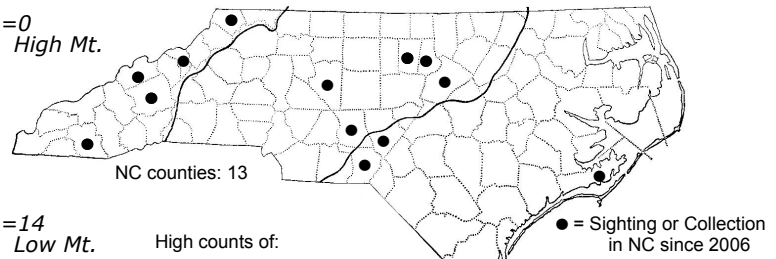 =0
High Mt.
NC counties: 13
=14
Low Mt.
High counts of:
● = Sighting or Collection
in NC since 2006